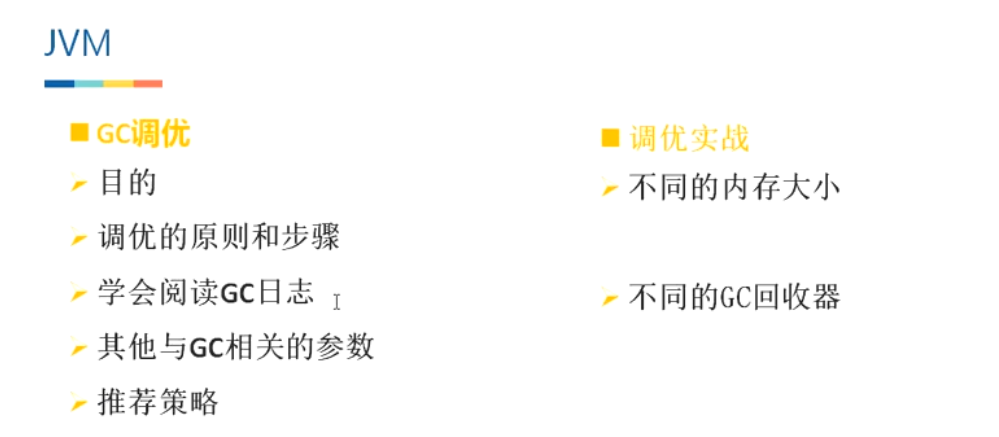 JVM
GC调优
目的
调优的原则和步骤
学会阅读GC日志
其他与GC相关的参数
推荐策略
调优实战
不同的内存大小
不同的GC回收器